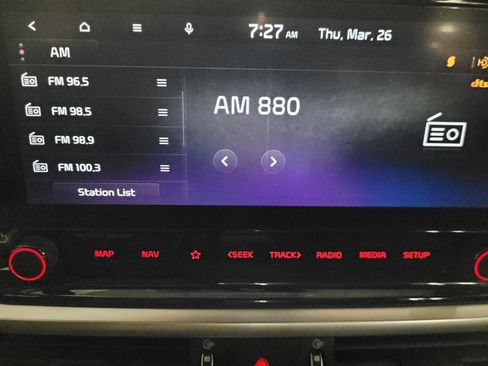 7:27 AM Thu, Mar, 26
AM
FM 96.5
FM 98.5
FM 98.9
FM 100.3
Station List
AM 880
dts
MAP NAV <SEEK TRACK> RADIO MEDIA SETUP